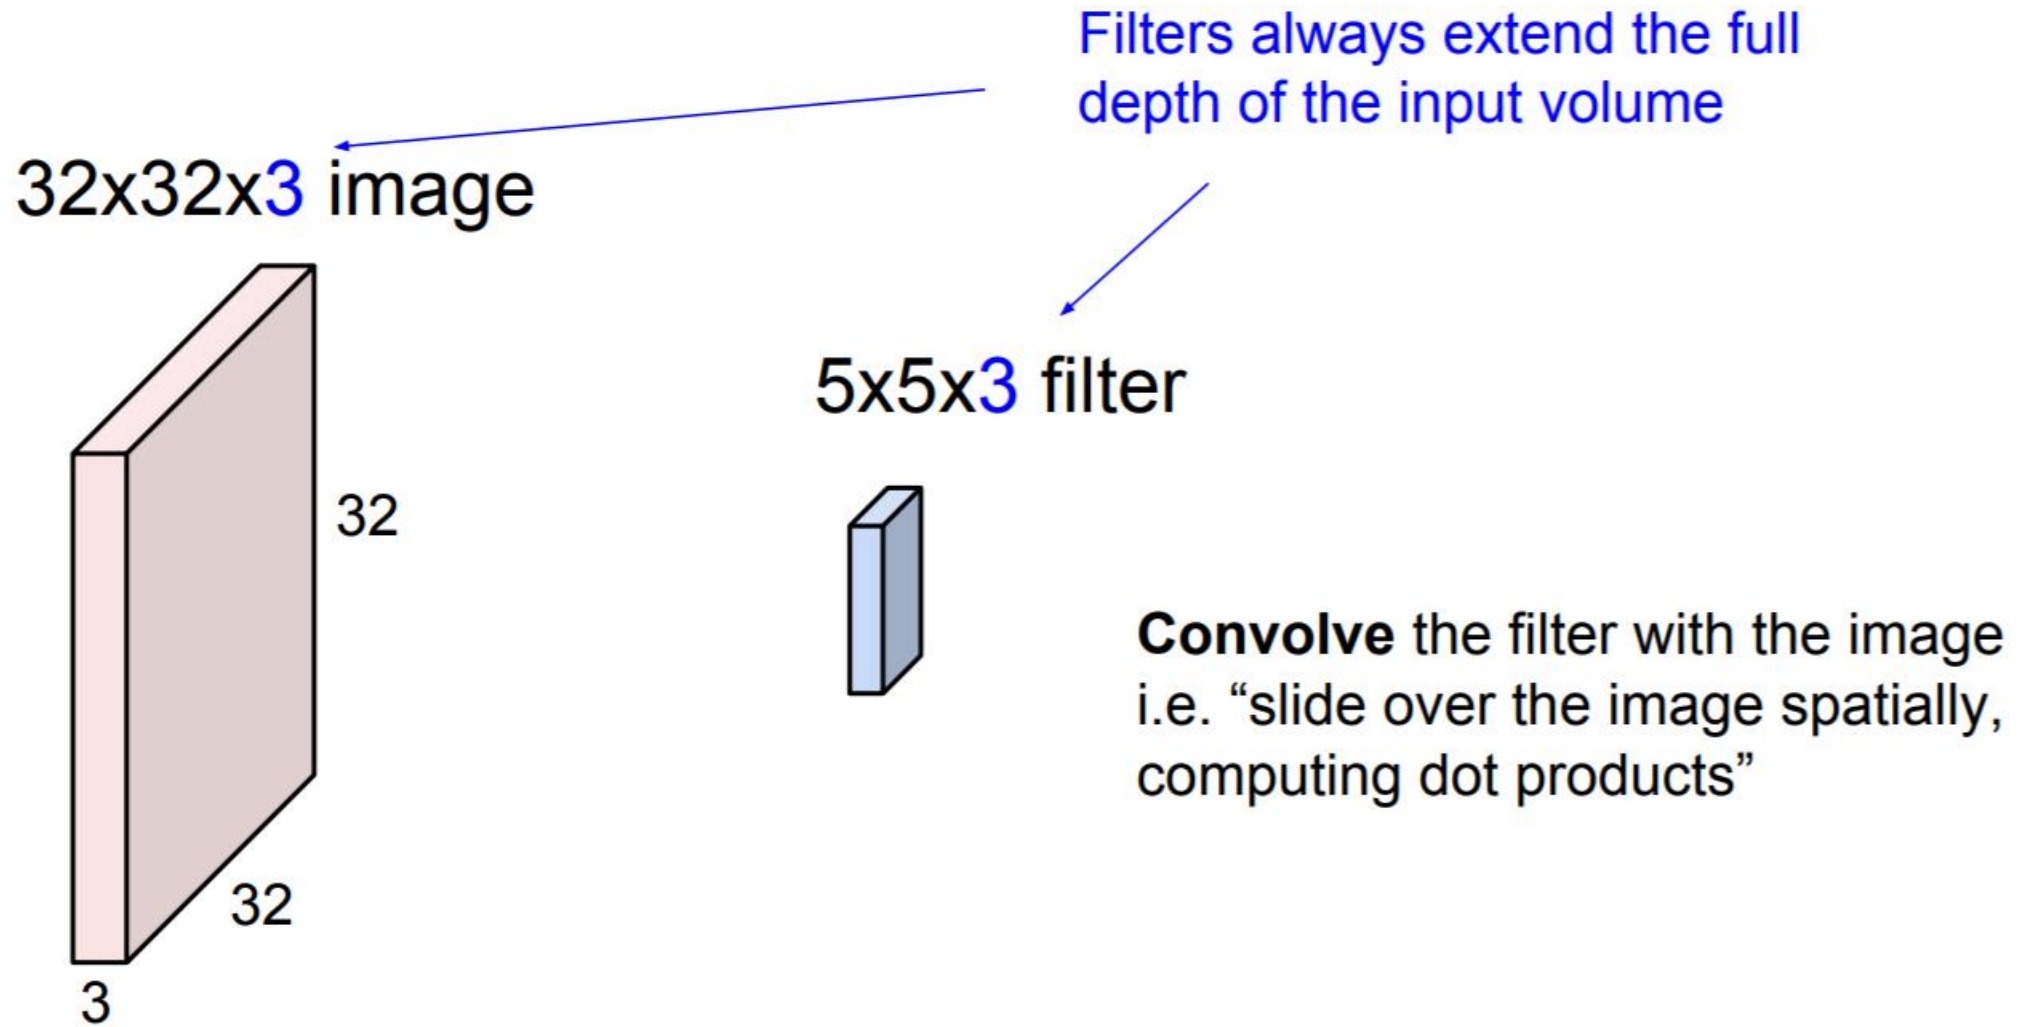 Filters always extend the full
depth of the input volume
32x32x3 image
32
32
3
5x5x3 filter
Convolve the filter with the image
i.e. “slide over the image spatially,
computing dot products”